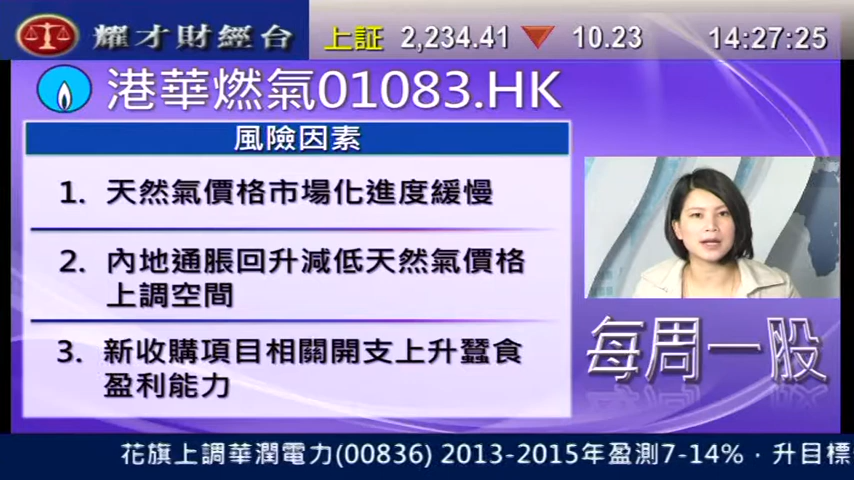 耀才財經台
上証 2,234.41 10.23 14:27:25
港華燃氣01083.HK
風險因素
1. 天然氣價格市場化進度緩慢
2. 內地通脹回升減低天然氣價格
上調空間
3. 新收購項目相關開支上升蠶食
盈利能力
每周一股
花旗上調華潤電力(00836) 2013-2015年盈測7-14%，升目標